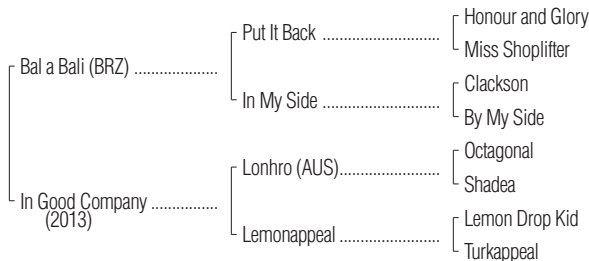 Honour and Glory
Put It Back ........................
Miss Shoplifter
Bal a Bali (BRZ) ...................
Clackson
In My Side ........................
By My Side
Octagonal
Lonhro (AUS)......................
Shadea
In Good Company ...............
(2013)
Lemon Drop Kid
Lemonappeal .....................
Turkappeal